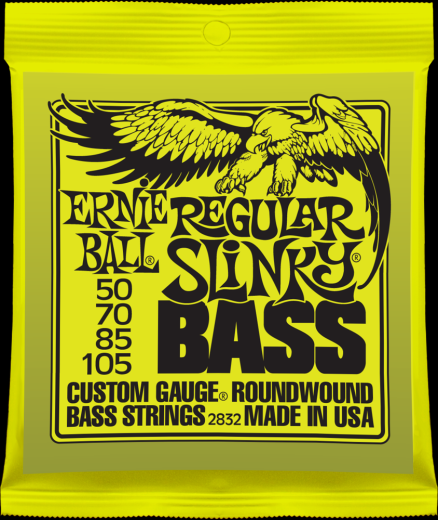 ERNIE BALL®
REGULAR SLINKY®
BASS
50
70
85
105
CUSTOM GAUGE® ROUNDWOUND
BASS STRINGS 2832 MADE IN USA